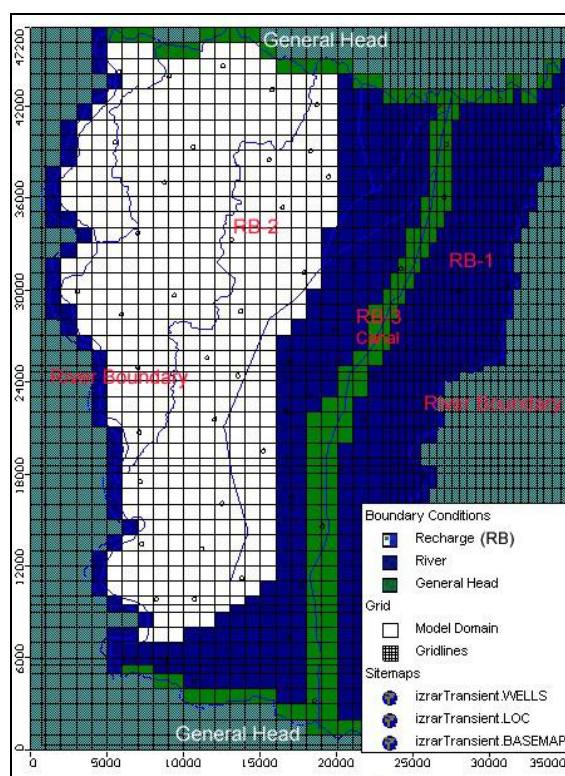 General Head
47200
42000
36000
30000
24000
18000
12000
6000
0
RB-2
RB-1
RB-3
Canal
River Boundary
River Boundary
Boundary Conditions
Recharge (RB)
River
General Head
Grid
Model Domain
Gridlines
Sitemaps
izrarTransient.WELLS
izrarTransient.LOC
izrarTransient.BASEMAP
General Head
0 5000 10000 15000 20000 25000 30000 35000